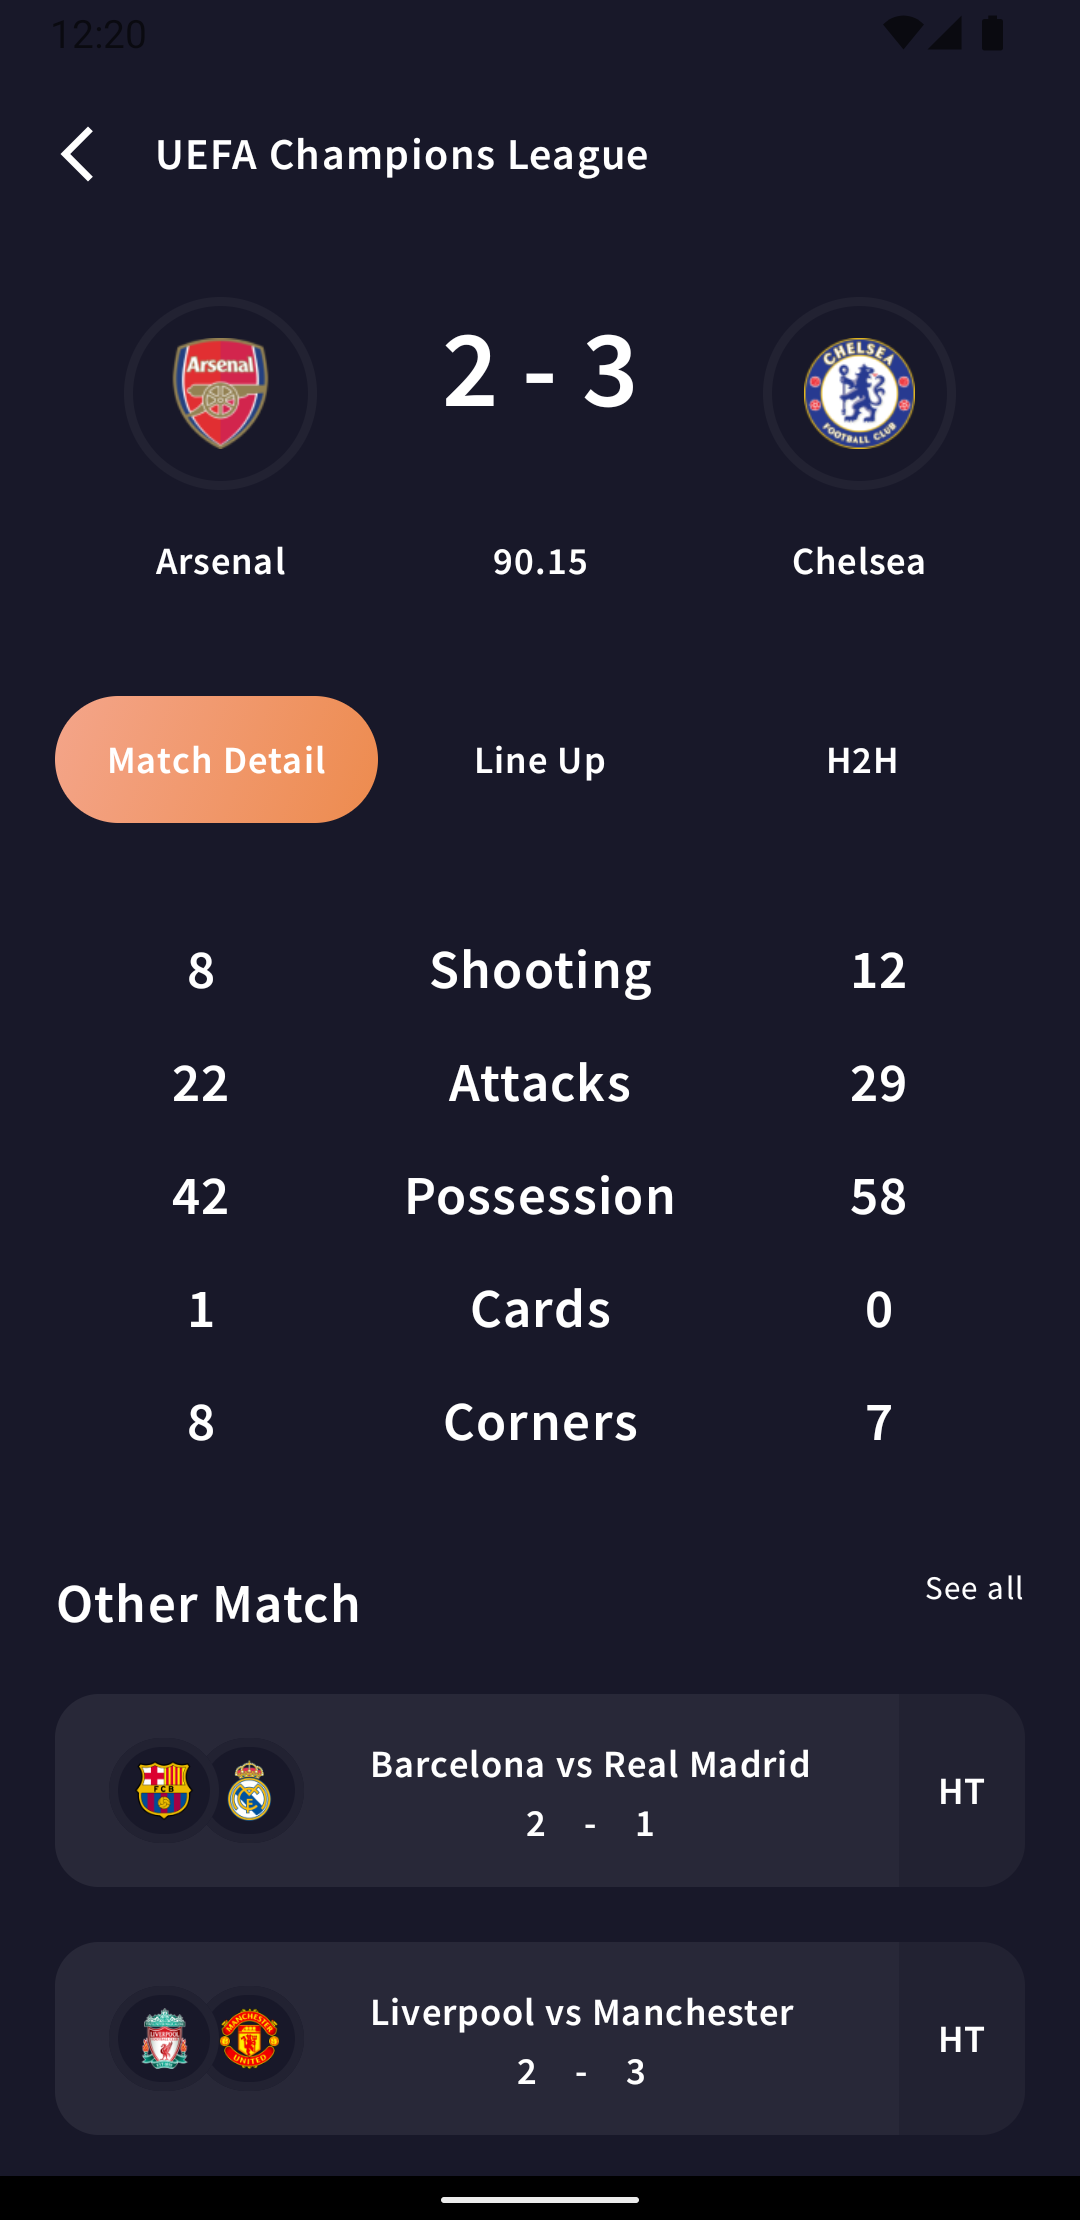 12:20
UEFA Champions League
Arsenal
2 - 3
CHELSEA
FOOTBALL CLUB
Arsenal 90.15 Chelsea
Match Detail Line Up H2H
8 Shooting 12
22 Attacks 29
42 Possession 58
1 Cards 0
8 Corners 7
Other Match See all
FCB
Barcelona vs Real Madrid
2 - 1
HT
LIVERPOOL
MANCHESTER
UNITED
Liverpool vs Manchester
2 - 3
HT